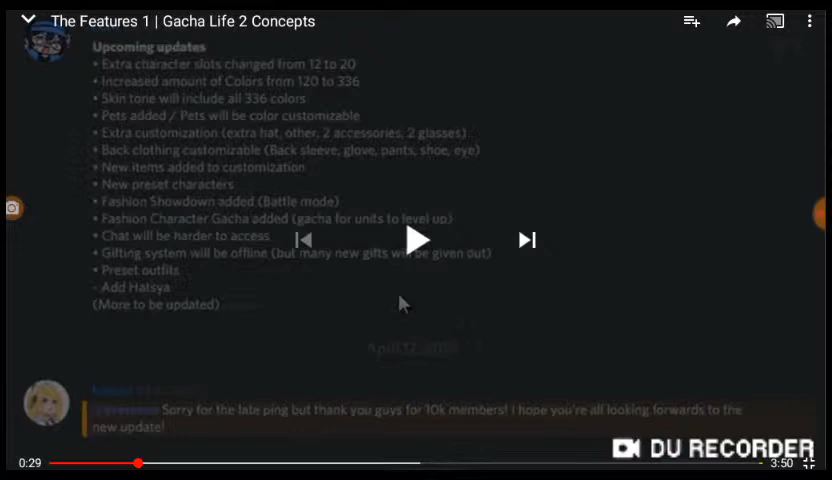 The Features 1 | Gacha Life 2 Concepts
Upcoming updates
• Extra character slots changed from 12 to 20
• Increased amount of Colors from 120 to 336
• Skin tone will include all 336 colors
• Pets added / Pets will be color customizable
• Extra customization (extra hat, other, 2 accessories, 2 glasses)
• Back clothing customizable (Back sleeve, glove, pants, shoe, eye)
• New items added to customization
• New preset characters
• Fashion Showdown added (Battle mode)
• Fashion Character Gacha added (gacha for units to level up)
• Chat will be harder to access
• Gifting system will be offline (but many new gifts will be given out)
• Preset outfits
- Add Hatsya
(More to be updated)
April 12,
Sorry for the late ping but thank you guys for 10k members! I hope you're all looking forwards to the
new update!
DU RECORDER
0:29
3:50